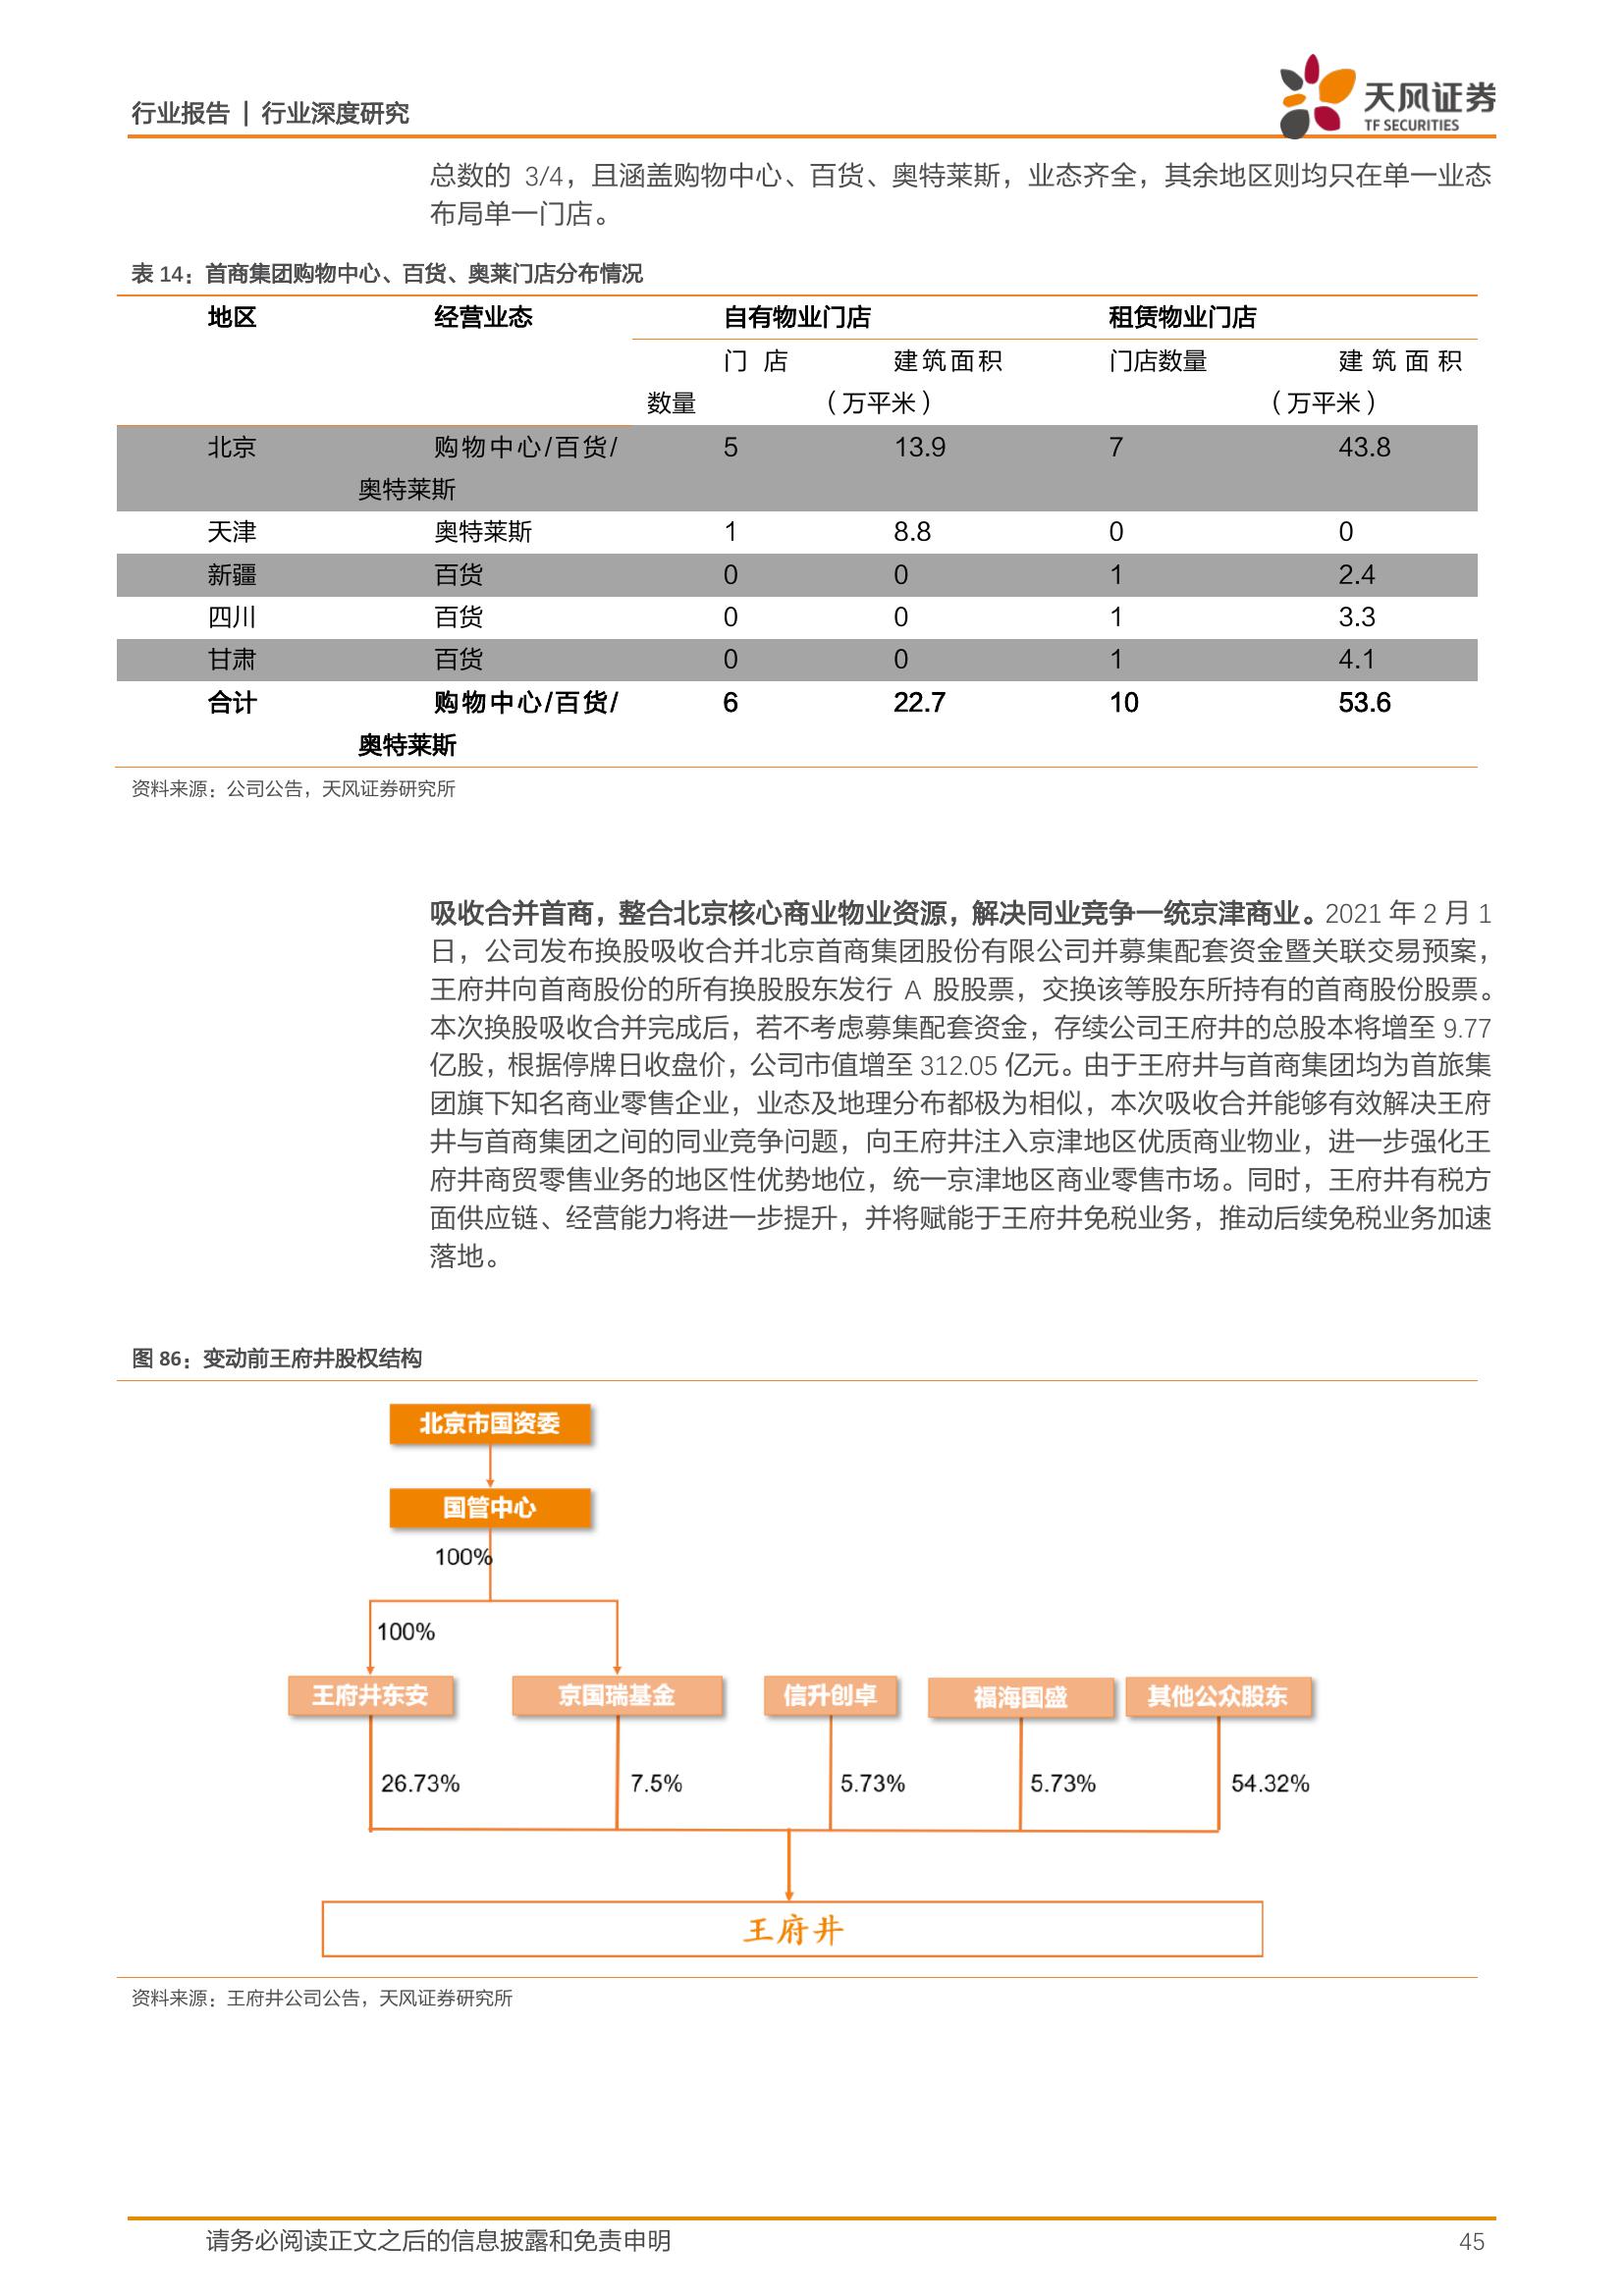 行业报告 | 行业深度研究
天风证券
TF SECURITIES
总数的 3/4，且涵盖购物中心、百货、奥特莱斯，业态齐全，其余地区则均只在单一业态
布局单一门店。
表 14：首商集团购物中心、百货、奥莱门店分布情况
地区 经营业态 自有物业门店 租赁物业门店
门 店 建筑面积 门店数量 建筑面积
数量 （万平米） （万平米）
北京 购物中心/百货/ 5 13.9 7 43.8
奥特莱斯
天津 奥特莱斯 1 8.8 0 0
新疆 百货 0 0 1 2.4
四川 百货 0 0 1 3.3
甘肃 百货 0 0 1 4.1
合计 购物中心/百货/ 6 22.7 10 53.6
奥特莱斯
资料来源：公司公告，天风证券研究所
吸收合并首商，整合北京核心商业物业资源，解决同业竞争一统京津商业。2021 年 2 月 1
日，公司发布换股吸收合并北京首商集团股份有限公司并募集配套资金暨关联交易预案，
王府井向首商股份的所有换股股东发行 A 股股票，交换该等股东所持有的首商股份股票。
本次换股吸收合并完成后，若不考虑募集配套资金，存续公司王府井的总股本将增至 9.77
亿股，根据停牌日收盘价，公司市值增至 312.05 亿元。由于王府井与首商集团均为首旅集
团旗下知名商业零售企业，业态及地理分布都极为相似，本次吸收合并能够有效解决王府
井与首商集团之间的同业竞争问题，向王府井注入京津地区优质商业物业，进一步强化王
府井商贸零售业务的地区性优势地位，统一京津地区商业零售市场。同时，王府井有税方
面供应链、经营能力将进一步提升，并将赋能于王府井免税业务，推动后续免税业务加速
落地。
图 86：变动前王府井股权结构
北京市国资委
国管中心
100%
100%
王府井东安 京国瑞基金 信升创卓 福海国盛 其他公众股东
26.73% 7.5% 5.73% 5.73% 54.32%
王府井
资料来源：王府井公司公告，天风证券研究所
请务必阅读正文之后的信息披露和免责申明 45